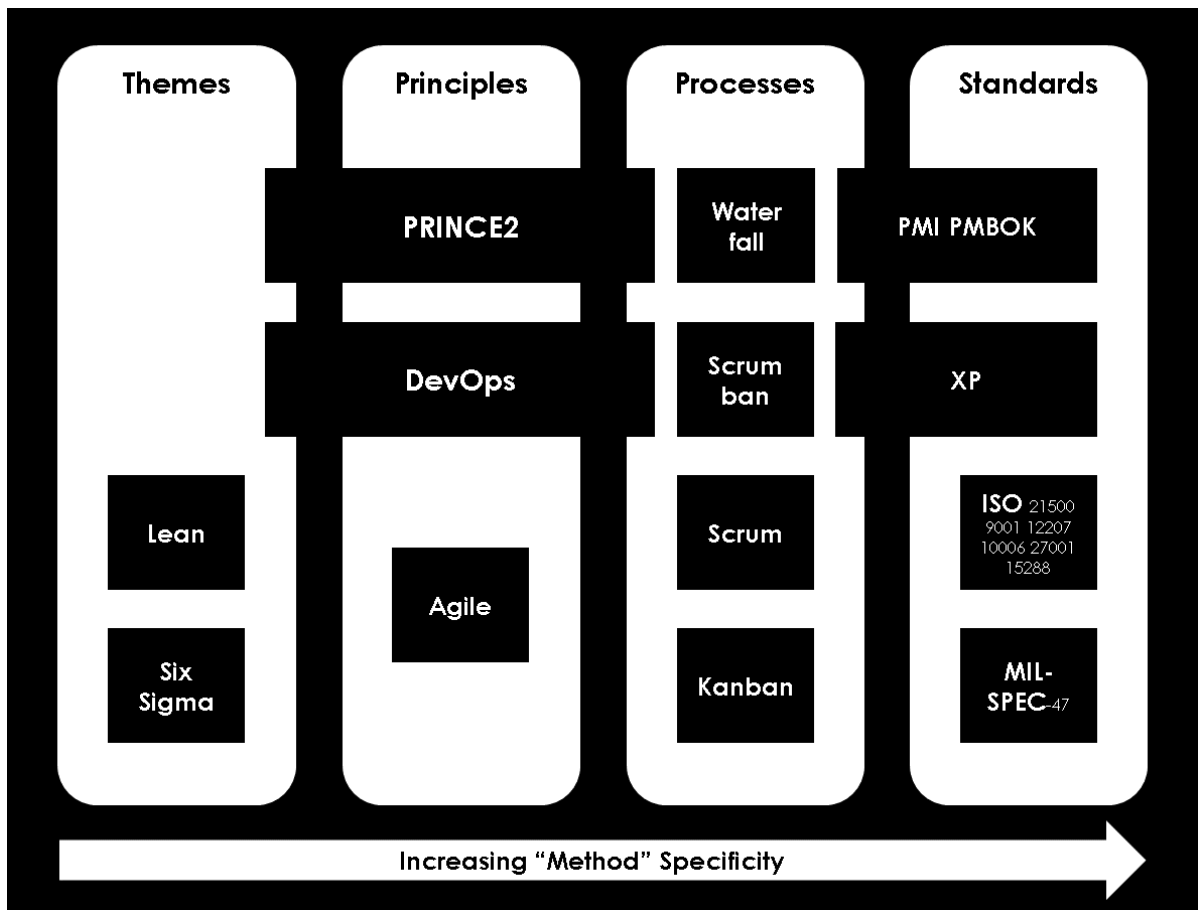 Themes
Principles
Processes
Standards
PRINCE2
Water
fall
PMI PMBOK
DevOps
Scrum
ban
XP
Lean
Agile
Scrum
ISO 21500
9001 12207
10006 27001
15288
Six
Sigma
Kanban
MIL-
SPEC-47
Increasing “Method” Specificity